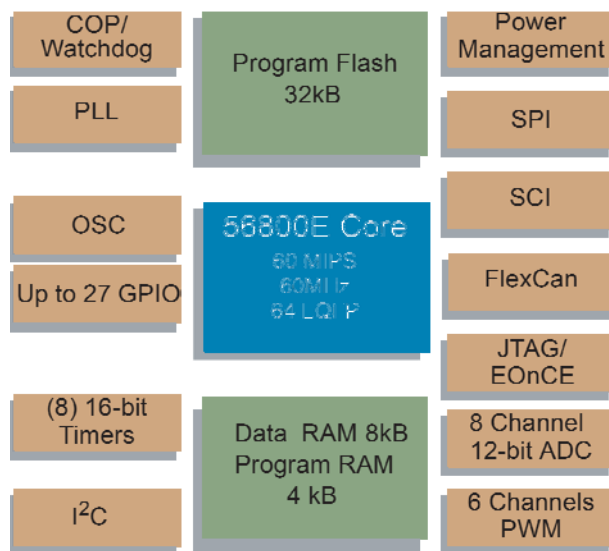 COP/
Watchdog
PLL
OSC
Up to 27 GPIO
(8) 16-bit
Timers
I²C
Program Flash
32kB
56800E Core
60 MIPS
60MHz
64 LQFP
Data RAM 8kB
Program RAM
4 kB
Power
Management
SPI
SCI
FlexCan
JTAG/
EOnCE
8 Channel
12-bit ADC
6 Channels
PWM